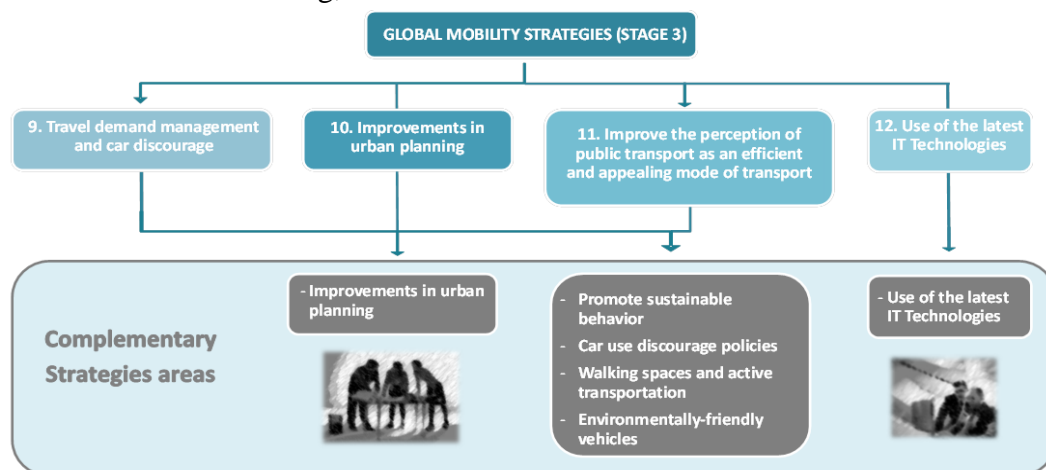 GLOBAL MOBILITY STRATEGIES (STAGE 3)
9. Travel demand management
and car discourage
10. Improvements in
urban planning
11. Improve the perception of
public transport as an efficient
and appealing mode of transport
12. Use of the latest
IT Technologies
Complementary
Strategies areas
- Improvements in urban
planning
- Promote sustainable
behavior
- Car use discourage policies
- Walking spaces and active
transportation
- Environmentally-friendly
vehicles
- Use of the latest
IT Technologies